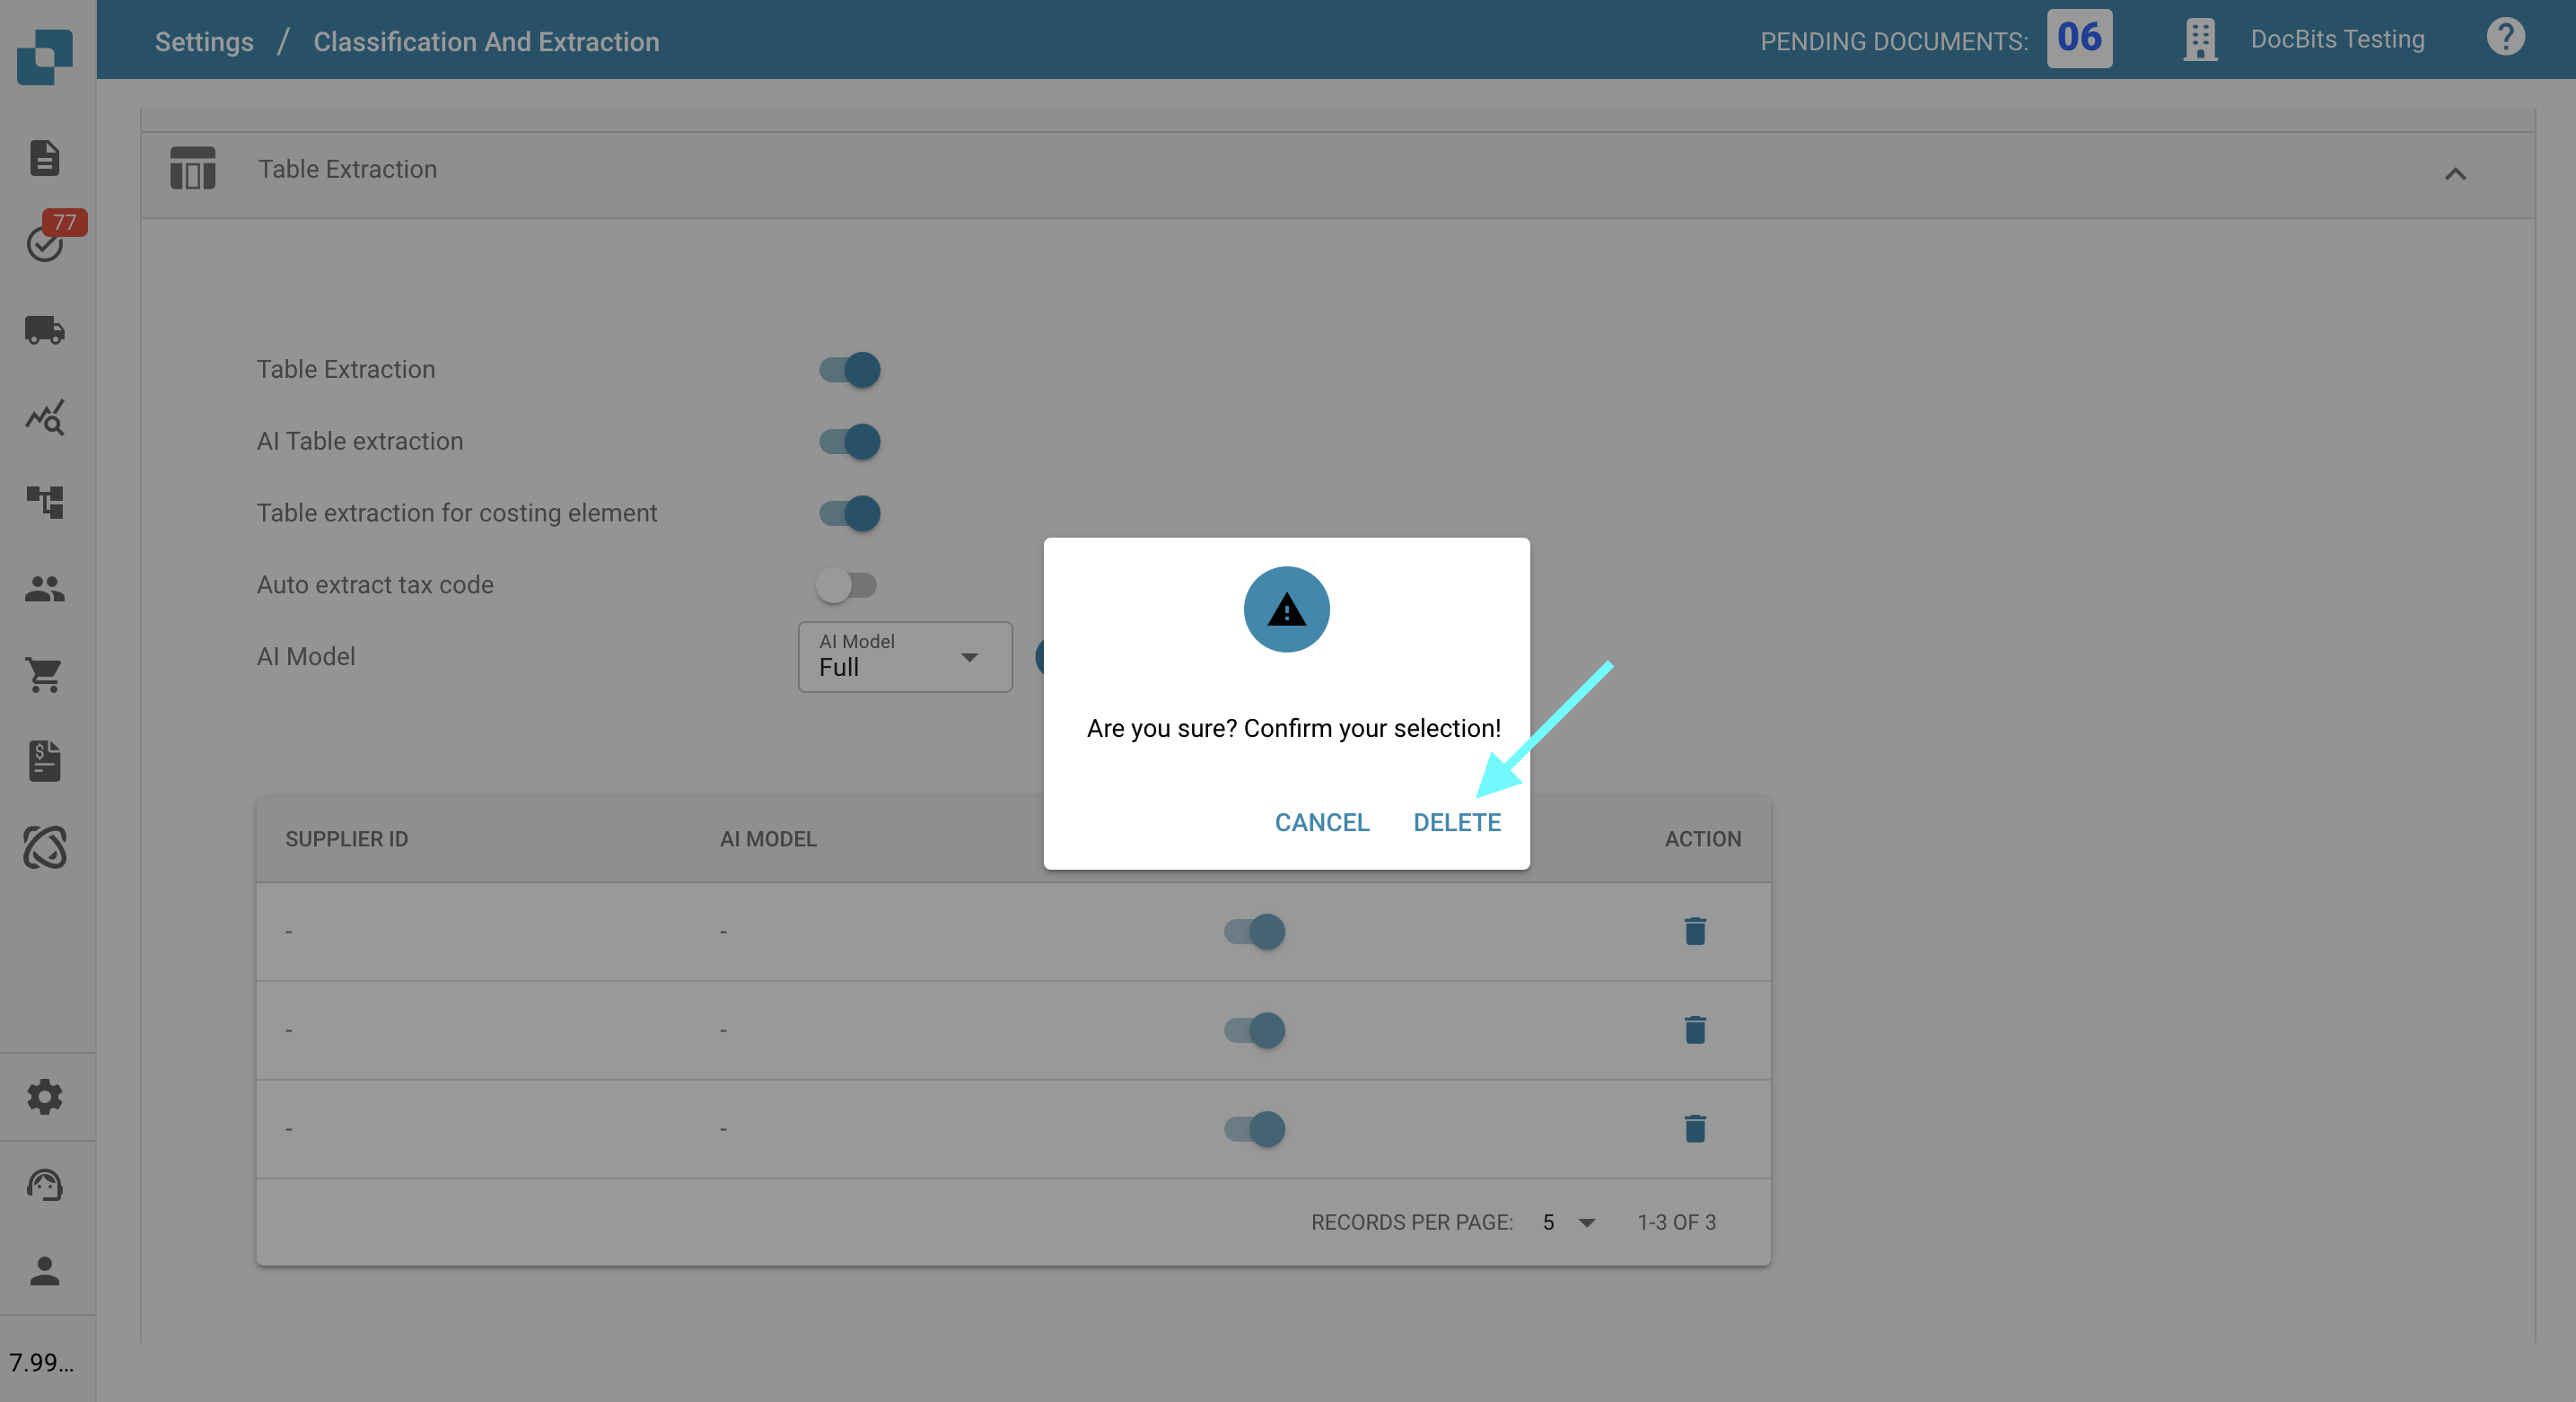 Settings / Classification And Extraction
PENDING DOCUMENTS: 06
DocBits Testing
?
77
Table Extraction
Table Extraction
AI Table extraction
Table extraction for costing element
Auto extract tax code
AI Model
AI Model
Full
Are you sure? Confirm your selection!
CANCEL DELETE
SUPPLIER ID AI MODEL ACTION
- -
- -
- -
RECORDS PER PAGE: 5 1-3 OF 3
7.99...